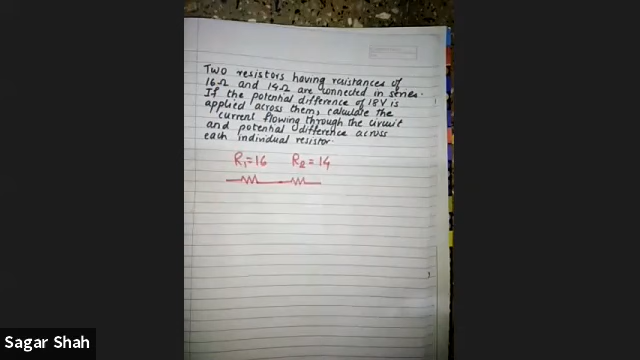 Two resistors having resistances of
16Ω and 14Ω are connected in series.
If the potential difference of 18V is
applied across them, calculate the
current flowing through the circuit
and potential difference across
each individual resistor.
R1=16 R2=14
Sagar Shah